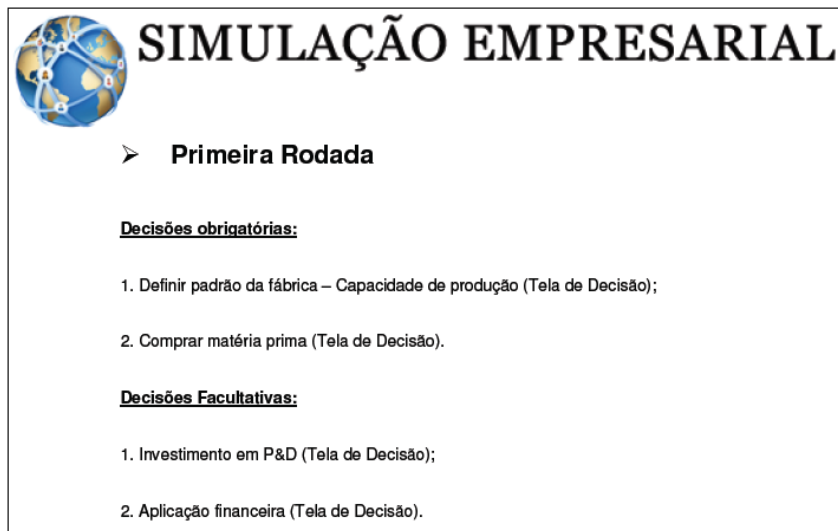 SIMULAÇÃO EMPRESARIAL
➢ Primeira Rodada
Decisões obrigatórias:
1. Definir padrão da fábrica – Capacidade de produção (Tela de Decisão);
2. Comprar matéria prima (Tela de Decisão).
Decisões Facultativas:
1. Investimento em P&D (Tela de Decisão);
2. Aplicação financeira (Tela de Decisão).